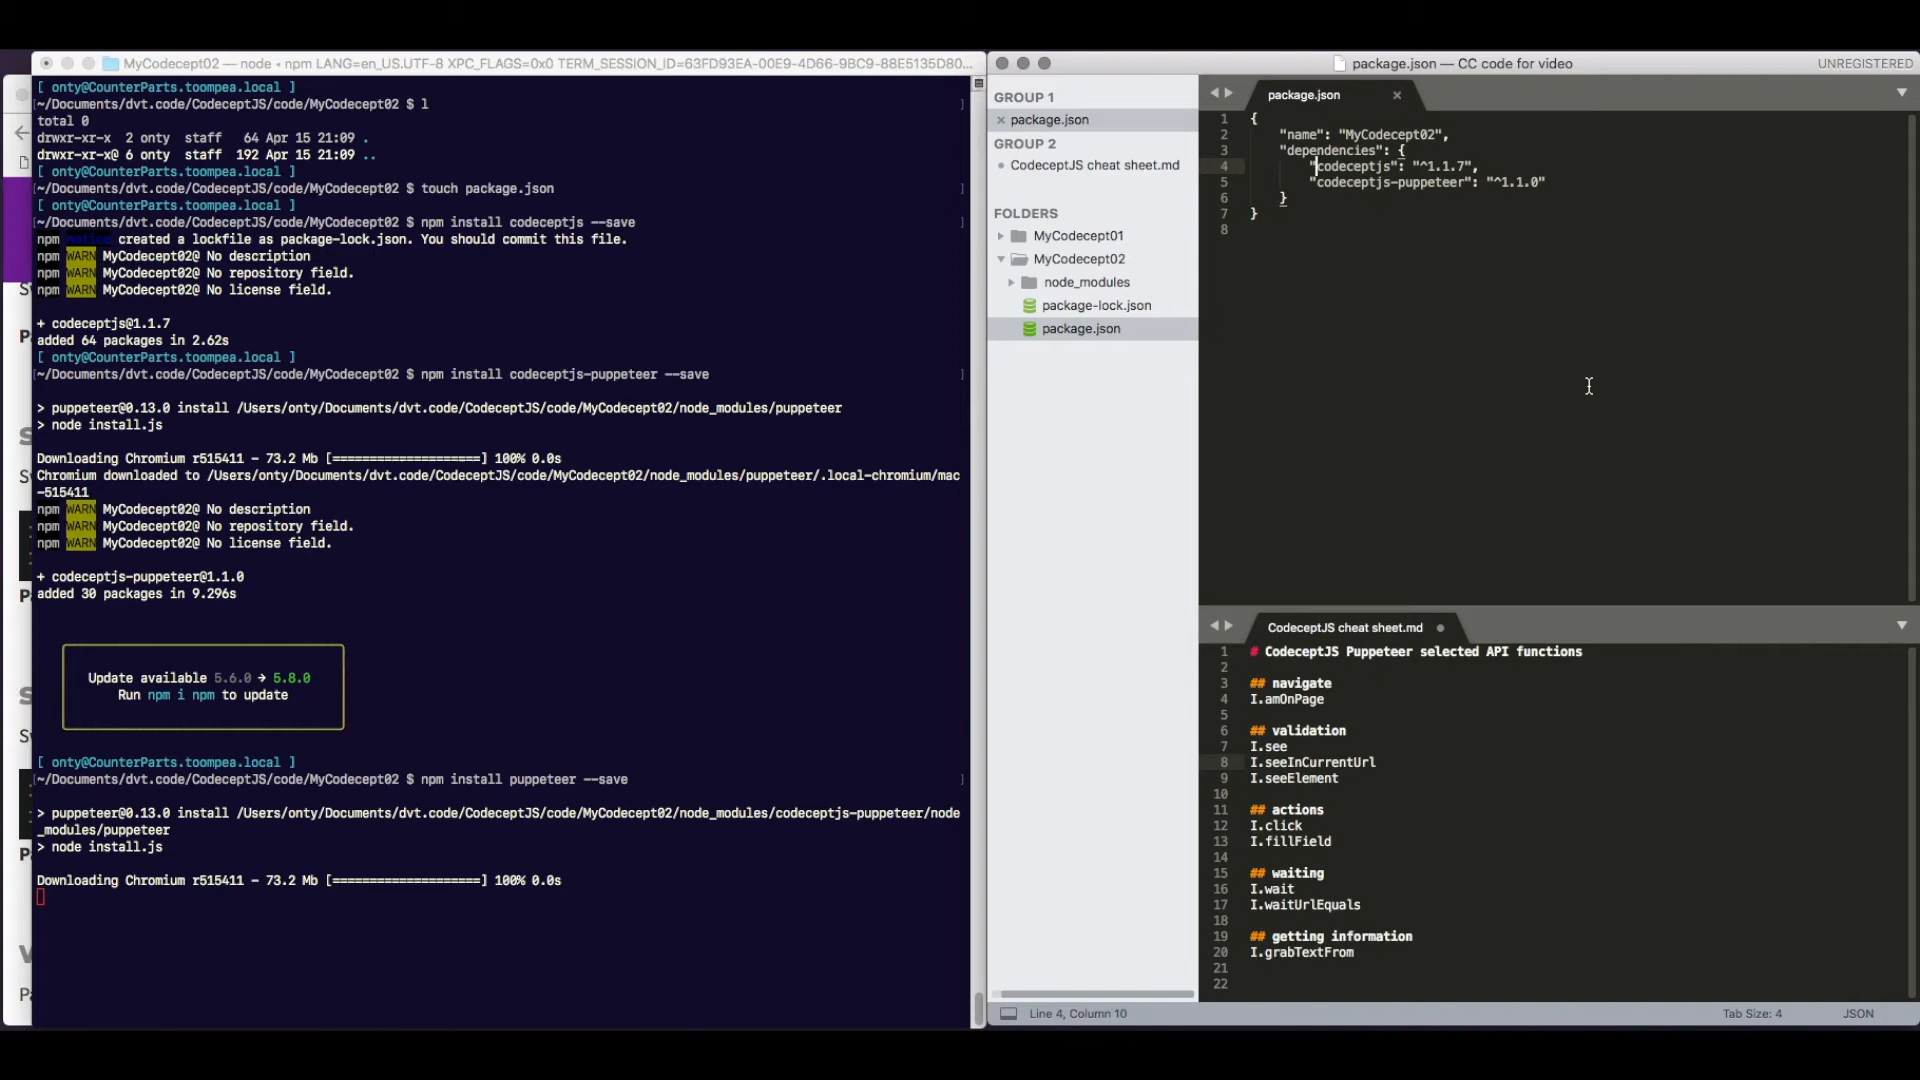 MyCodecept02 — node • npm LANG=en_US.UTF-8 XPC_FLAGS=0x0 TERM_SESSION_ID=63FD93EA-00E9-4D66-9BC9-88E5135D80...
[ onty@CounterParts.toompea.local ]
~/Documents/dvt.code/CodeceptJS/code/MyCodecept02 $ l
total 0
drwxr-xr-x  2 onty  staff   64 Apr 15 21:09 .
drwxr-xr-x@ 6 onty  staff  192 Apr 15 21:09 ..
[ onty@CounterParts.toompea.local ]
~/Documents/dvt.code/CodeceptJS/code/MyCodecept02 $ touch package.json
[ onty@CounterParts.toompea.local ]
~/Documents/dvt.code/CodeceptJS/code/MyCodecept02 $ npm install codeceptjs --save
npm notice created a lockfile as package-lock.json. You should commit this file.
npm WARN MyCodecept02@ No description
npm WARN MyCodecept02@ No repository field.
npm WARN MyCodecept02@ No license field.
+ codeceptjs@1.1.7
added 64 packages in 2.62s
[ onty@CounterParts.toompea.local ]
~/Documents/dvt.code/CodeceptJS/code/MyCodecept02 $ npm install codeceptjs-puppeteer --save
> puppeteer@0.13.0 install /Users/onty/Documents/dvt.code/CodeceptJS/code/MyCodecept02/node_modules/puppeteer
> node install.js
Downloading Chromium r515411 - 73.2 Mb [====================] 100% 0.0s
Chromium downloaded to /Users/onty/Documents/dvt.code/CodeceptJS/code/MyCodecept02/node_modules/puppeteer/.local-chromium/mac
-515411
npm WARN MyCodecept02@ No description
npm WARN MyCodecept02@ No repository field.
npm WARN MyCodecept02@ No license field.
+ codeceptjs-puppeteer@1.1.0
added 30 packages in 9.296s
Update available 5.6.0 → 5.8.0
Run npm i npm to update
[ onty@CounterParts.toompea.local ]
~/Documents/dvt.code/CodeceptJS/code/MyCodecept02 $ npm install puppeteer --save
> puppeteer@0.13.0 install /Users/onty/Documents/dvt.code/CodeceptJS/code/MyCodecept02/node_modules/codeceptjs-puppeteer/node
_modules/puppeteer
> node install.js
Downloading Chromium r515411 - 73.2 Mb [====================] 100% 0.0s
package.json — CC code for video
UNREGISTERED
GROUP 1
package.json
GROUP 2
CodeceptJS cheat sheet.md
FOLDERS
MyCodecept01
MyCodecept02
node_modules
package-lock.json
package.json
package.json
1 {
2     "name": "MyCodecept02",
3     "dependencies": {
4         "codeceptjs": "^1.1.7",
5         "codeceptjs-puppeteer": "^1.1.0"
6     }
7 }
8
CodeceptJS cheat sheet.md
1 # CodeceptJS Puppeteer selected API functions
2
3 ## navigate
4 I.amOnPage
5
6 ## validation
7 I.see
8 I.seeInCurrentUrl
9 I.seeElement
10
11 ## actions
12 I.click
13 I.fillField
14
15 ## waiting
16 I.wait
17 I.waitUrlEquals
18
19 ## getting information
20 I.grabTextFrom
21
22
Line 4, Column 10
Tab Size: 4
JSON